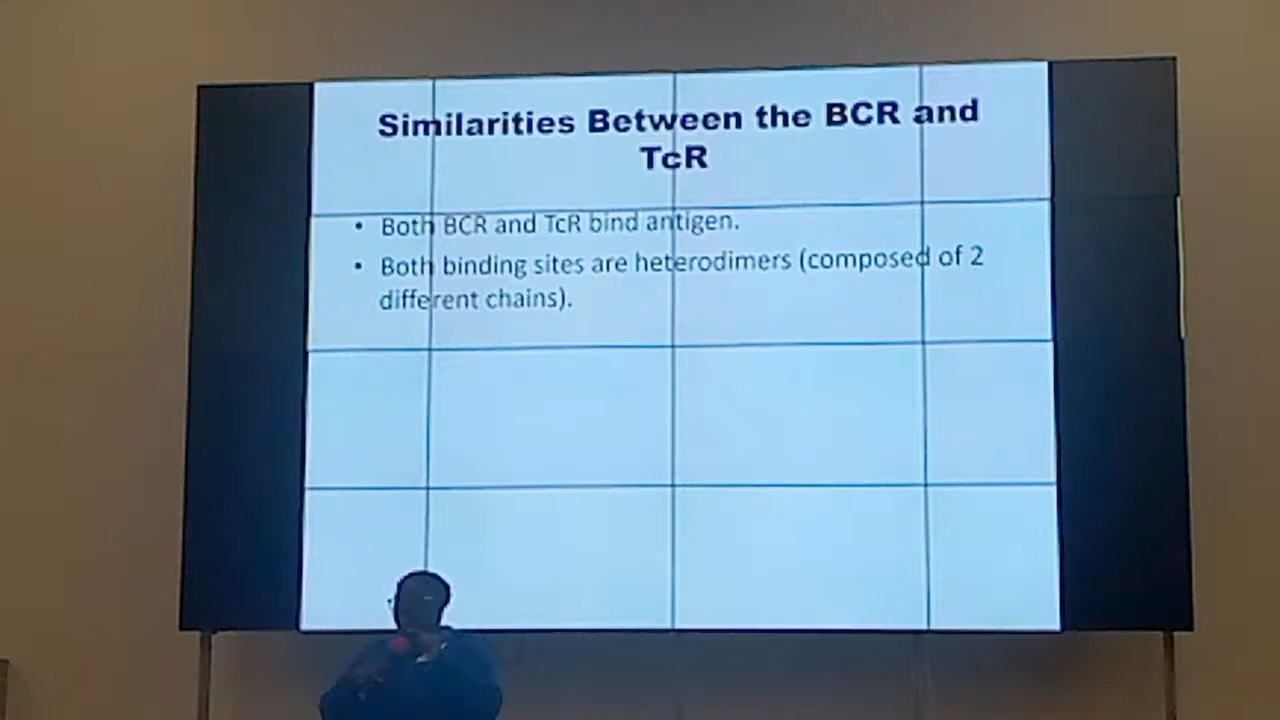 Similarities Between the BCR and
TcR
• Both BCR and TcR bind antigen.
• Both binding sites are heterodimers (composed of 2
different chains).